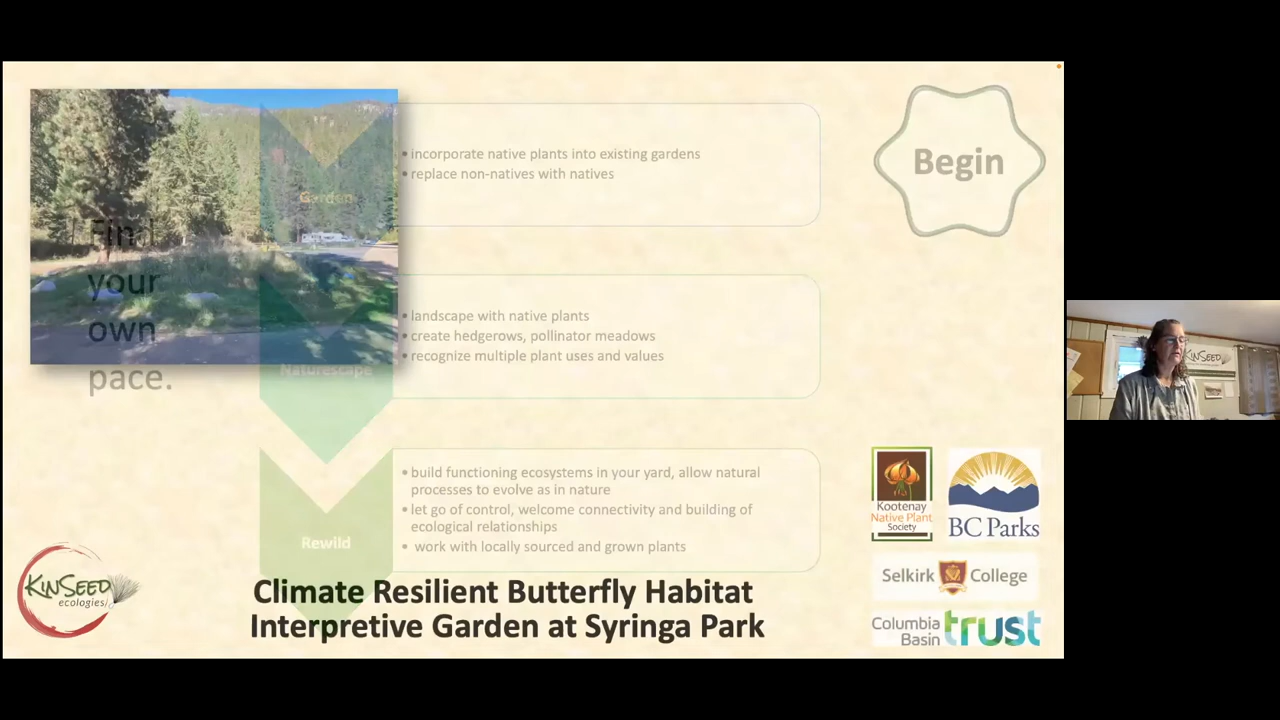 Find
your
own
pace.
Garden
• incorporate native plants into existing gardens
• replace non-natives with natives
Begin
Naturescape
• landscape with native plants
• create hedgerows, pollinator meadows
• recognize multiple plant uses and values
Rewild
• build functioning ecosystems in your yard, allow natural
processes to evolve as in nature
• let go of control, welcome connectivity and building of
ecological relationships
• work with locally sourced and grown plants
Climate Resilient Butterfly Habitat
Interpretive Garden at Syringa Park
KINSEED
ecologies
Kootenay
Native Plant
Society
BC Parks
Selkirk College
Columbia
Basin trust
KINSEED